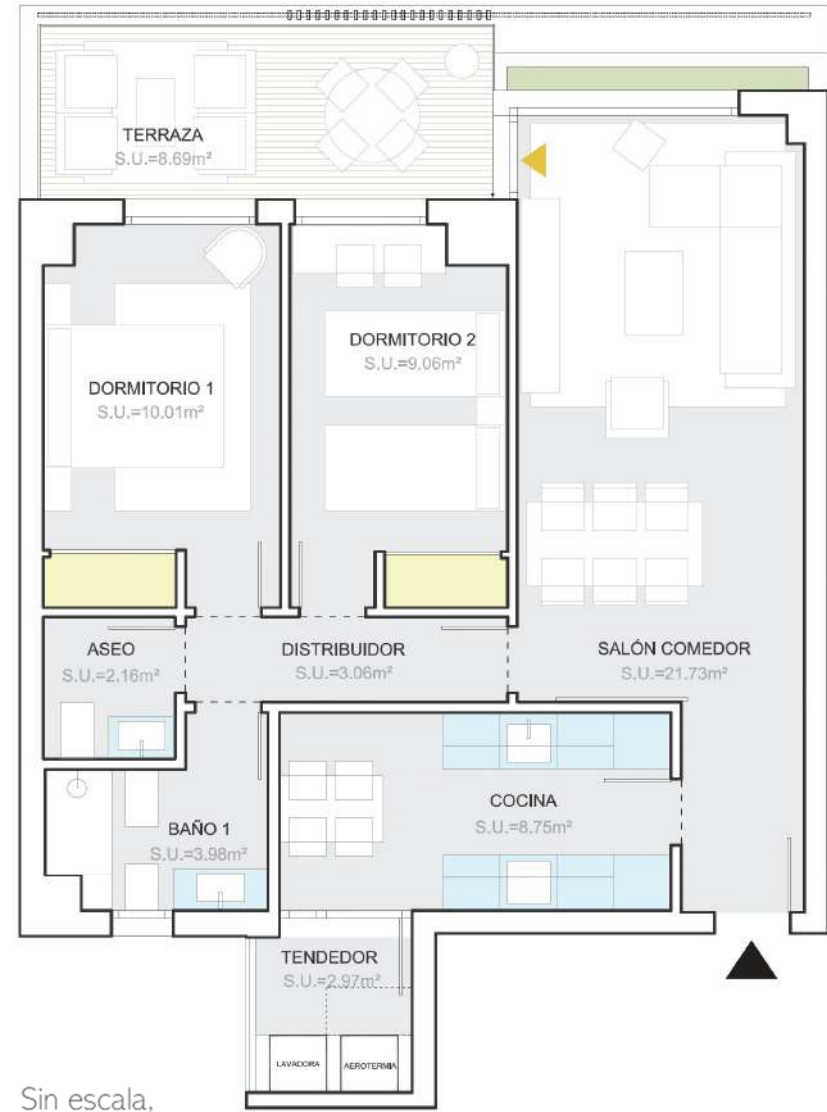 TERRAZA
S.U.=8.69m²
DORMITORIO 1
S.U.=10.01m²
DORMITORIO 2
S.U.=9.06m²
ASEO
S.U.=2.16m²
DISTRIBUIDOR
S.U.=3.06m²
SALÓN COMEDOR
S.U.=21.73m²
BAÑO 1
S.U.=3.98m²
COCINA
S.U.=8.75m²
TENDEDOR
S.U.=2.97m²
LAVADORA
AEROTERMIA
Sin escala,